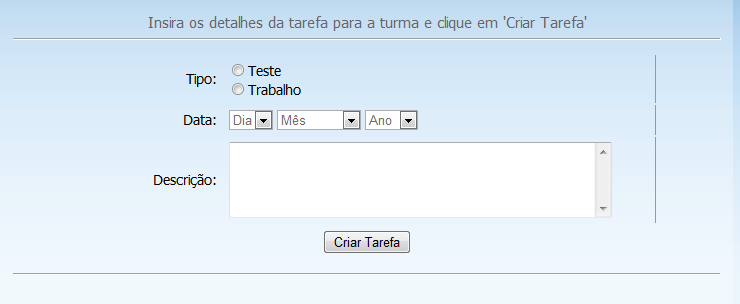 Insira os detalhes da tarefa para a turma e clique em 'Criar Tarefa'
Tipo:
Teste
Trabalho
Data: Dia Mês Ano
Descrição:
Criar Tarefa